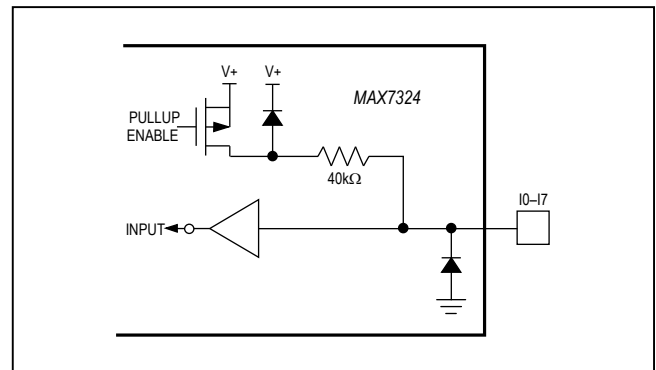 V+ V+
MAX7324
PULLUP
ENABLE
40kΩ
I0–I7
INPUT